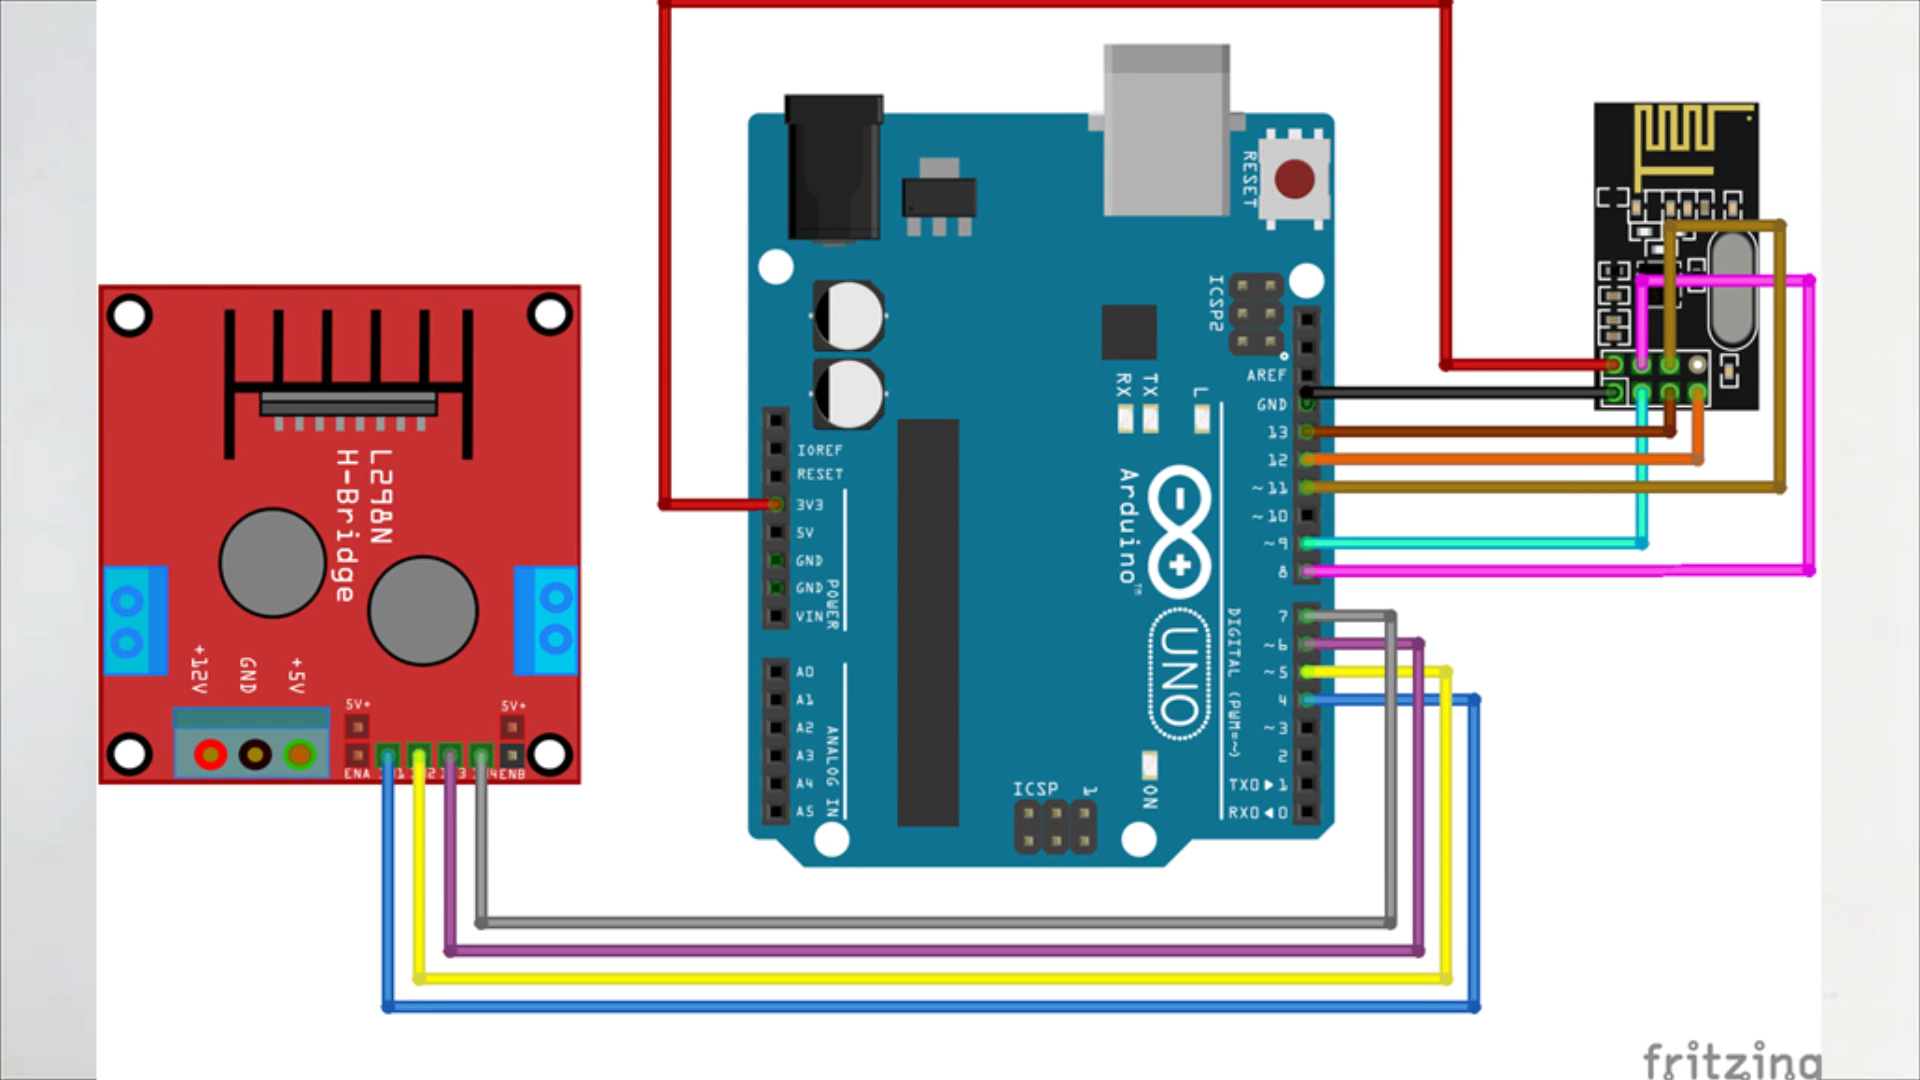 L298N
H-Bridge
+12V
GND
+5V
5V+
5V+
ENA
ENB
RESET
ICSP2
IOREF
RESET
3V3
5V
GND
GND
VIN
POWER
A0
A1
A2
A3
A4
A5
ANALOG IN
RX
TX
L
Arduino™
UNO
ON
ICSP
1
AREF
GND
13
12
~11
~10
~9
8
7
~6
~5
4
~3
2
TX0▶1
RX0◀0
DIGITAL (PWM=~)
fritzing